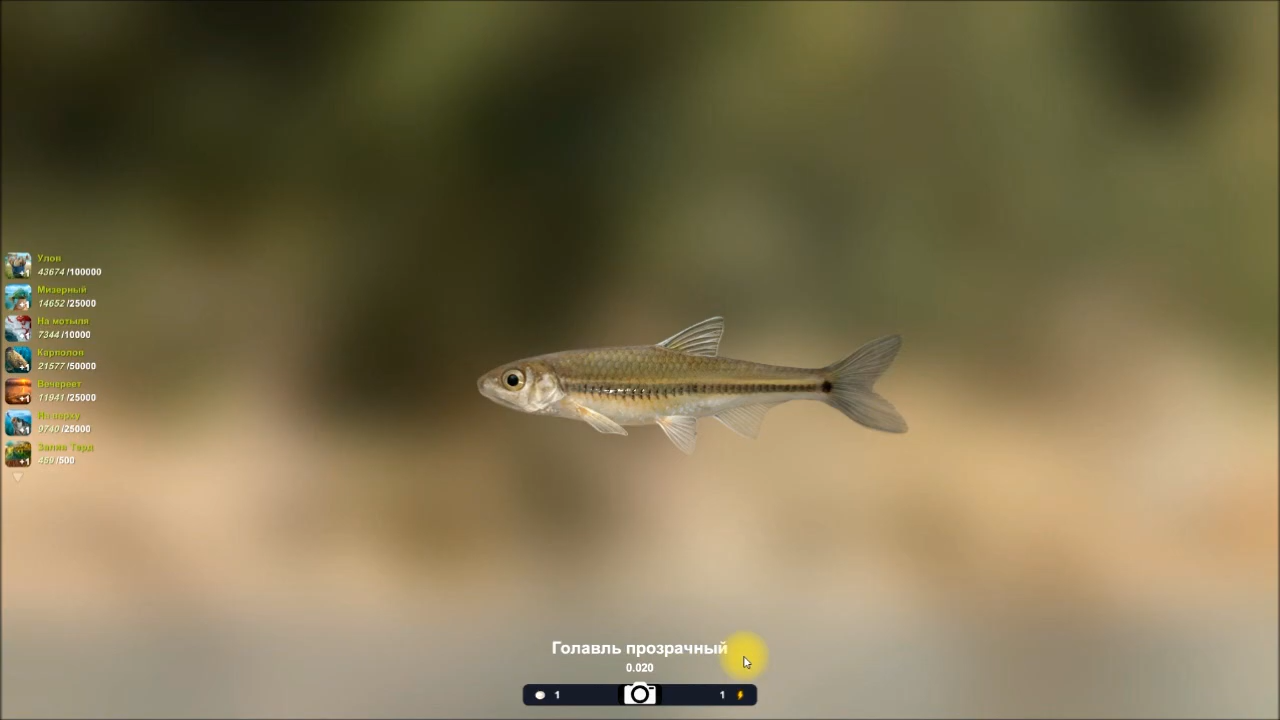 Улов
43674 /100000
Мизерный
14652 /25000
На мотыля
7344 /10000
Карполов
21577 /50000
Вечереет
11941 /25000
На верху
9740 /25000
Залив Терд
459 /500
Голавль прозрачный
0.020
1
1